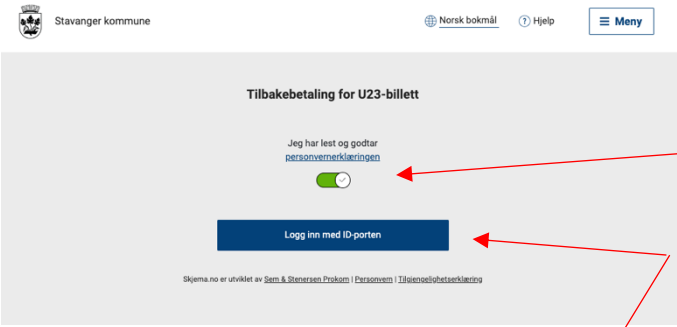 Stavanger kommune
Norsk bokmål
Hjelp
Meny
Tilbakebetaling for U23-billett
Jeg har lest og godtar
personvernerklæringen
Logg inn med ID-porten
Skjema.no er utviklet av Sem & Stenersen Prokom | Personvern | Tilgjengelighetserklæring